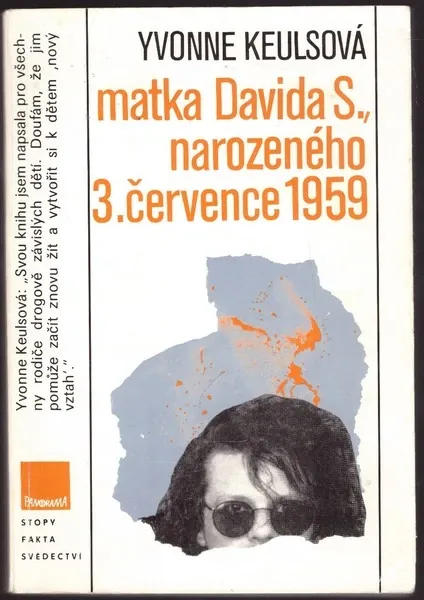 YVONNE KEULSOVÁ
matka Davida S.,
narozeného
3. července 1959
Yvonne Keulsová: „Svou knihu jsem napsala pro všech-
ny rodiče drogově závislých dětí. Doufám, že jim
pomůže začít znovu žít a vytvořit si k dětem ‚nový
vztah‘.“
PANORAMA
STOPY
FAKTA
SVĚDECTVÍ